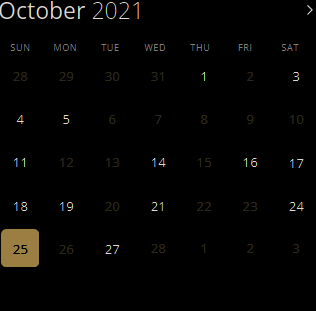 October 2021
SUN MON TUE WED THU FRI SAT
28 29 30 31 1 2 3
4 5 6 7 8 9 10
11 12 13 14 15 16 17
18 19 20 21 22 23 24
25 26 27 28 1 2 3